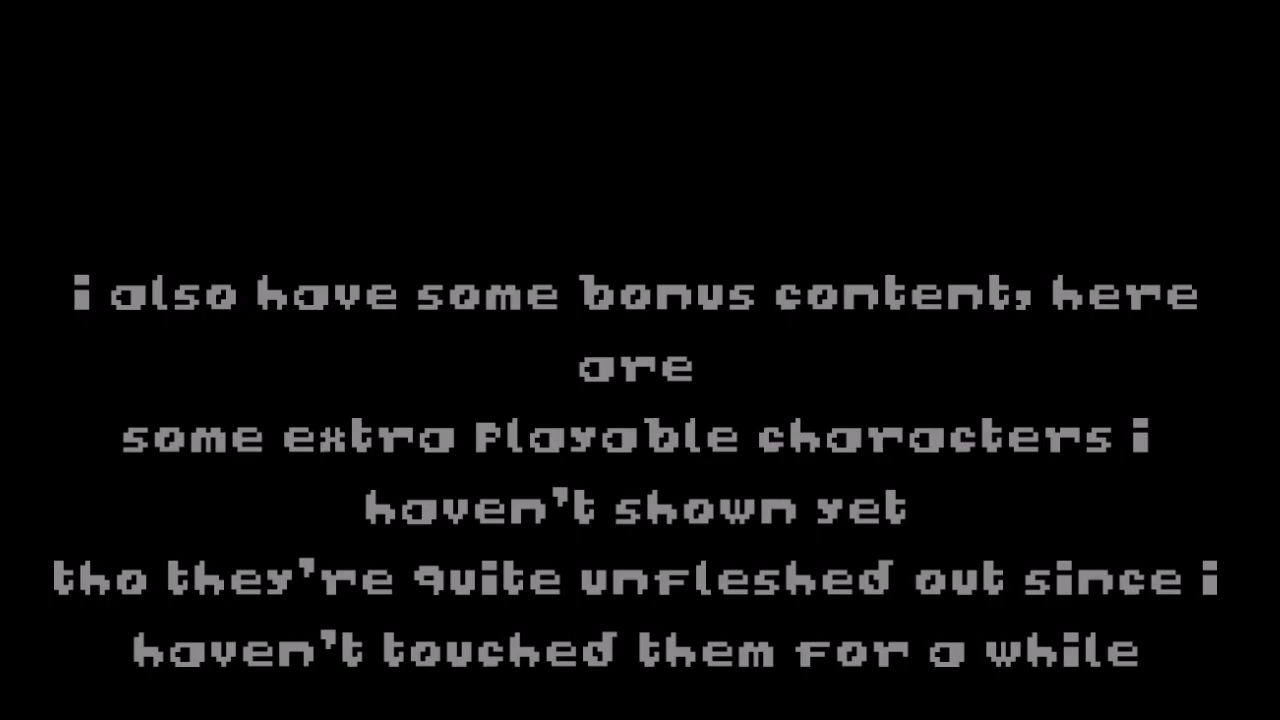 i also have some bonus content, here
are
some extra playable characters i
haven't shown yet
tho they're quite unfleshed out since i
haven't touched them for a while